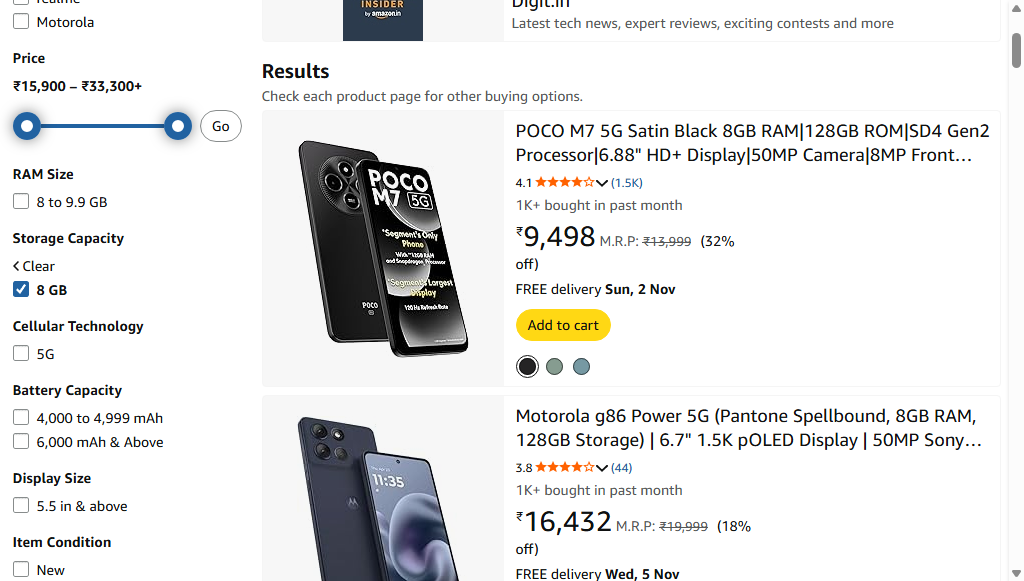 realme
Motorola
Price
₹15,900 – ₹33,300+
Go
RAM Size
8 to 9.9 GB
Storage Capacity
Clear
8 GB
Cellular Technology
5G
Battery Capacity
4,000 to 4,999 mAh
6,000 mAh & Above
Display Size
5.5 in & above
Item Condition
New
INSIDER
by amazon.in
Digit.in
Latest tech news, expert reviews, exciting contests and more
Results
Check each product page for other buying options.
POCO
M7 5G
"Segment's Only
Phone
With ~12GB RAM
and Snapdragon Processor
"Segment's Largest
Display
120 Hz Refresh Rate
POCO
POCO M7 5G Satin Black 8GB RAM|128GB ROM|SD4 Gen2
Processor|6.88" HD+ Display|50MP Camera|8MP Front…
4.1 (1.5K)
1K+ bought in past month
₹9,498 M.R.P: ₹13,999 (32%
off)
FREE delivery Sun, 2 Nov
Add to cart
11:35
Motorola g86 Power 5G (Pantone Spellbound, 8GB RAM,
128GB Storage) | 6.7" 1.5K pOLED Display | 50MP Sony…
3.8 (44)
1K+ bought in past month
₹16,432 M.R.P: ₹19,999 (18%
off)
FREE delivery Wed, 5 Nov